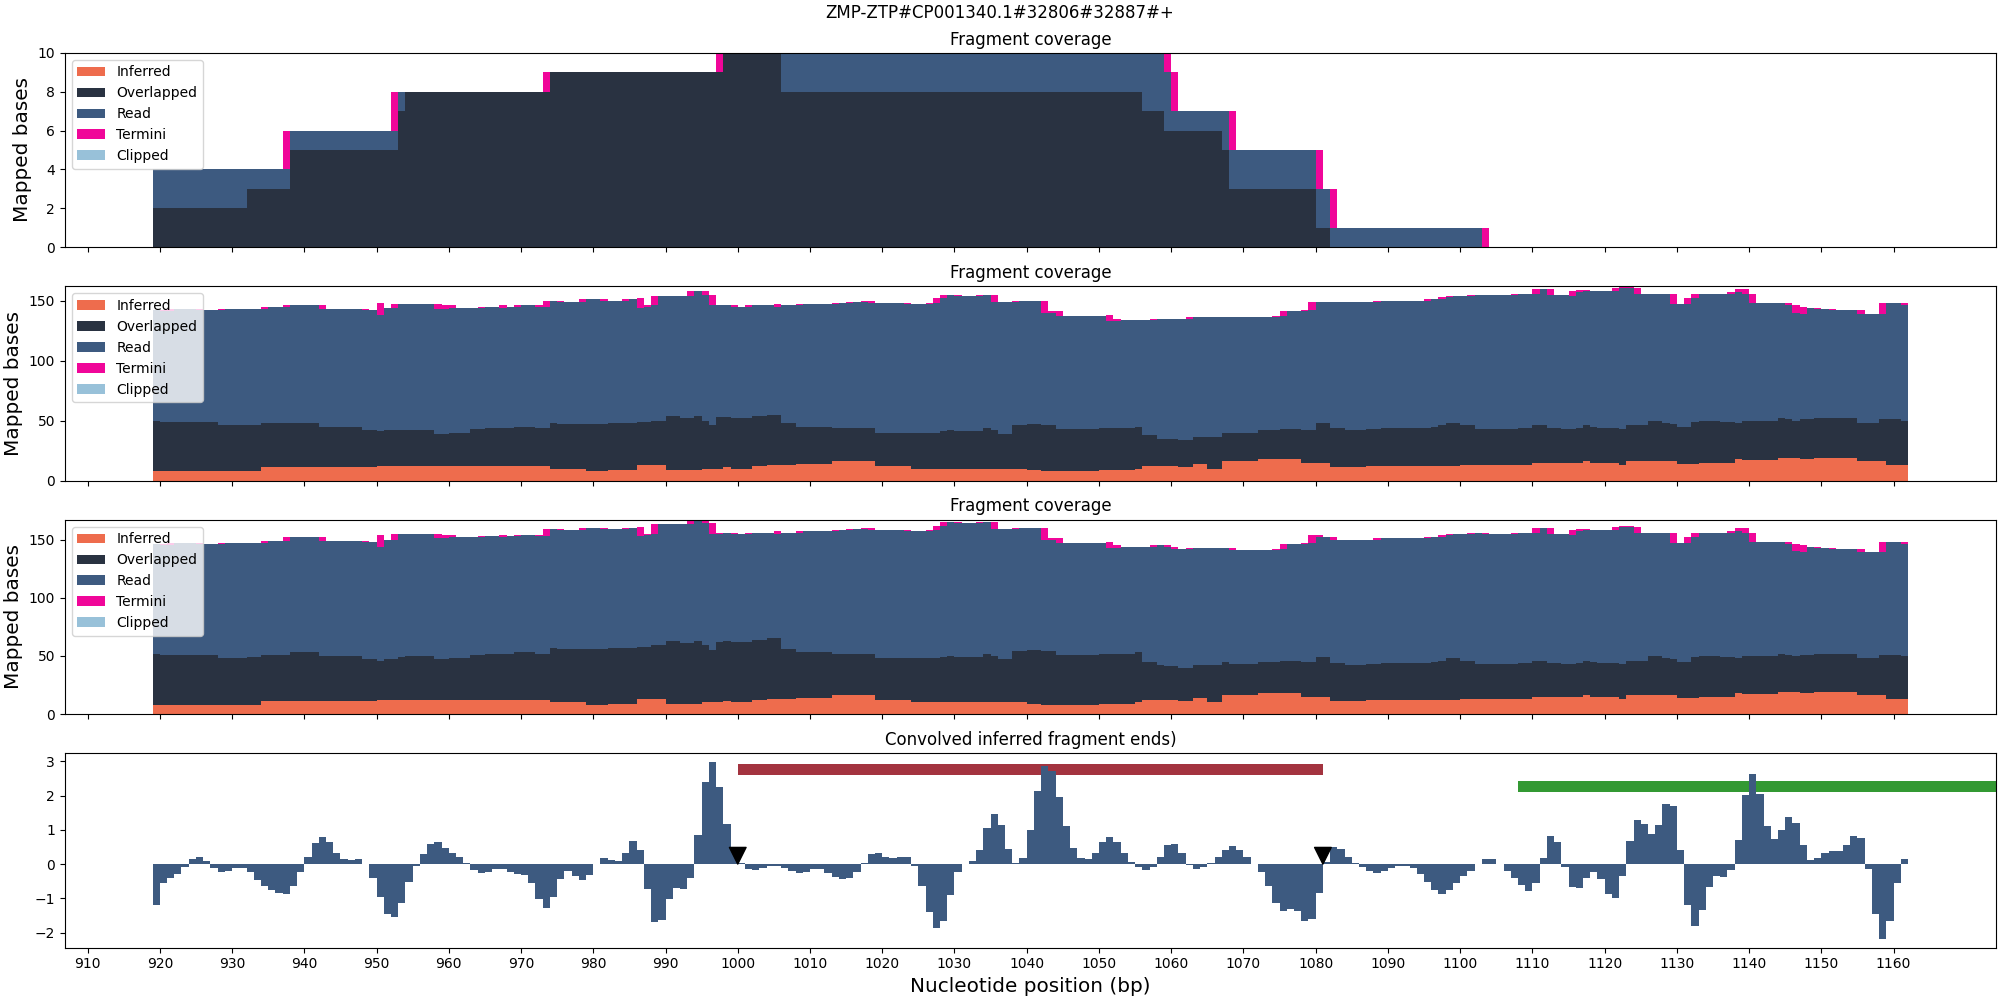 ZMP-ZTP#CP001340.1#32806#32887#+
Fragment coverage
10
8
6
4
2
0
Mapped bases
Inferred
Overlapped
Read
Termini
Clipped
Fragment coverage
150
100
50
0
Mapped bases
Inferred
Overlapped
Read
Termini
Clipped
Fragment coverage
150
100
50
0
Mapped bases
Inferred
Overlapped
Read
Termini
Clipped
Convolved inferred fragment ends)
3
2
1
0
−1
−2
910 920 930 940 950 960 970 980 990 1000 1010 1020 1030 1040 1050 1060 1070 1080 1090 1100 1110 1120 1130 1140 1150 1160
Nucleotide position (bp)